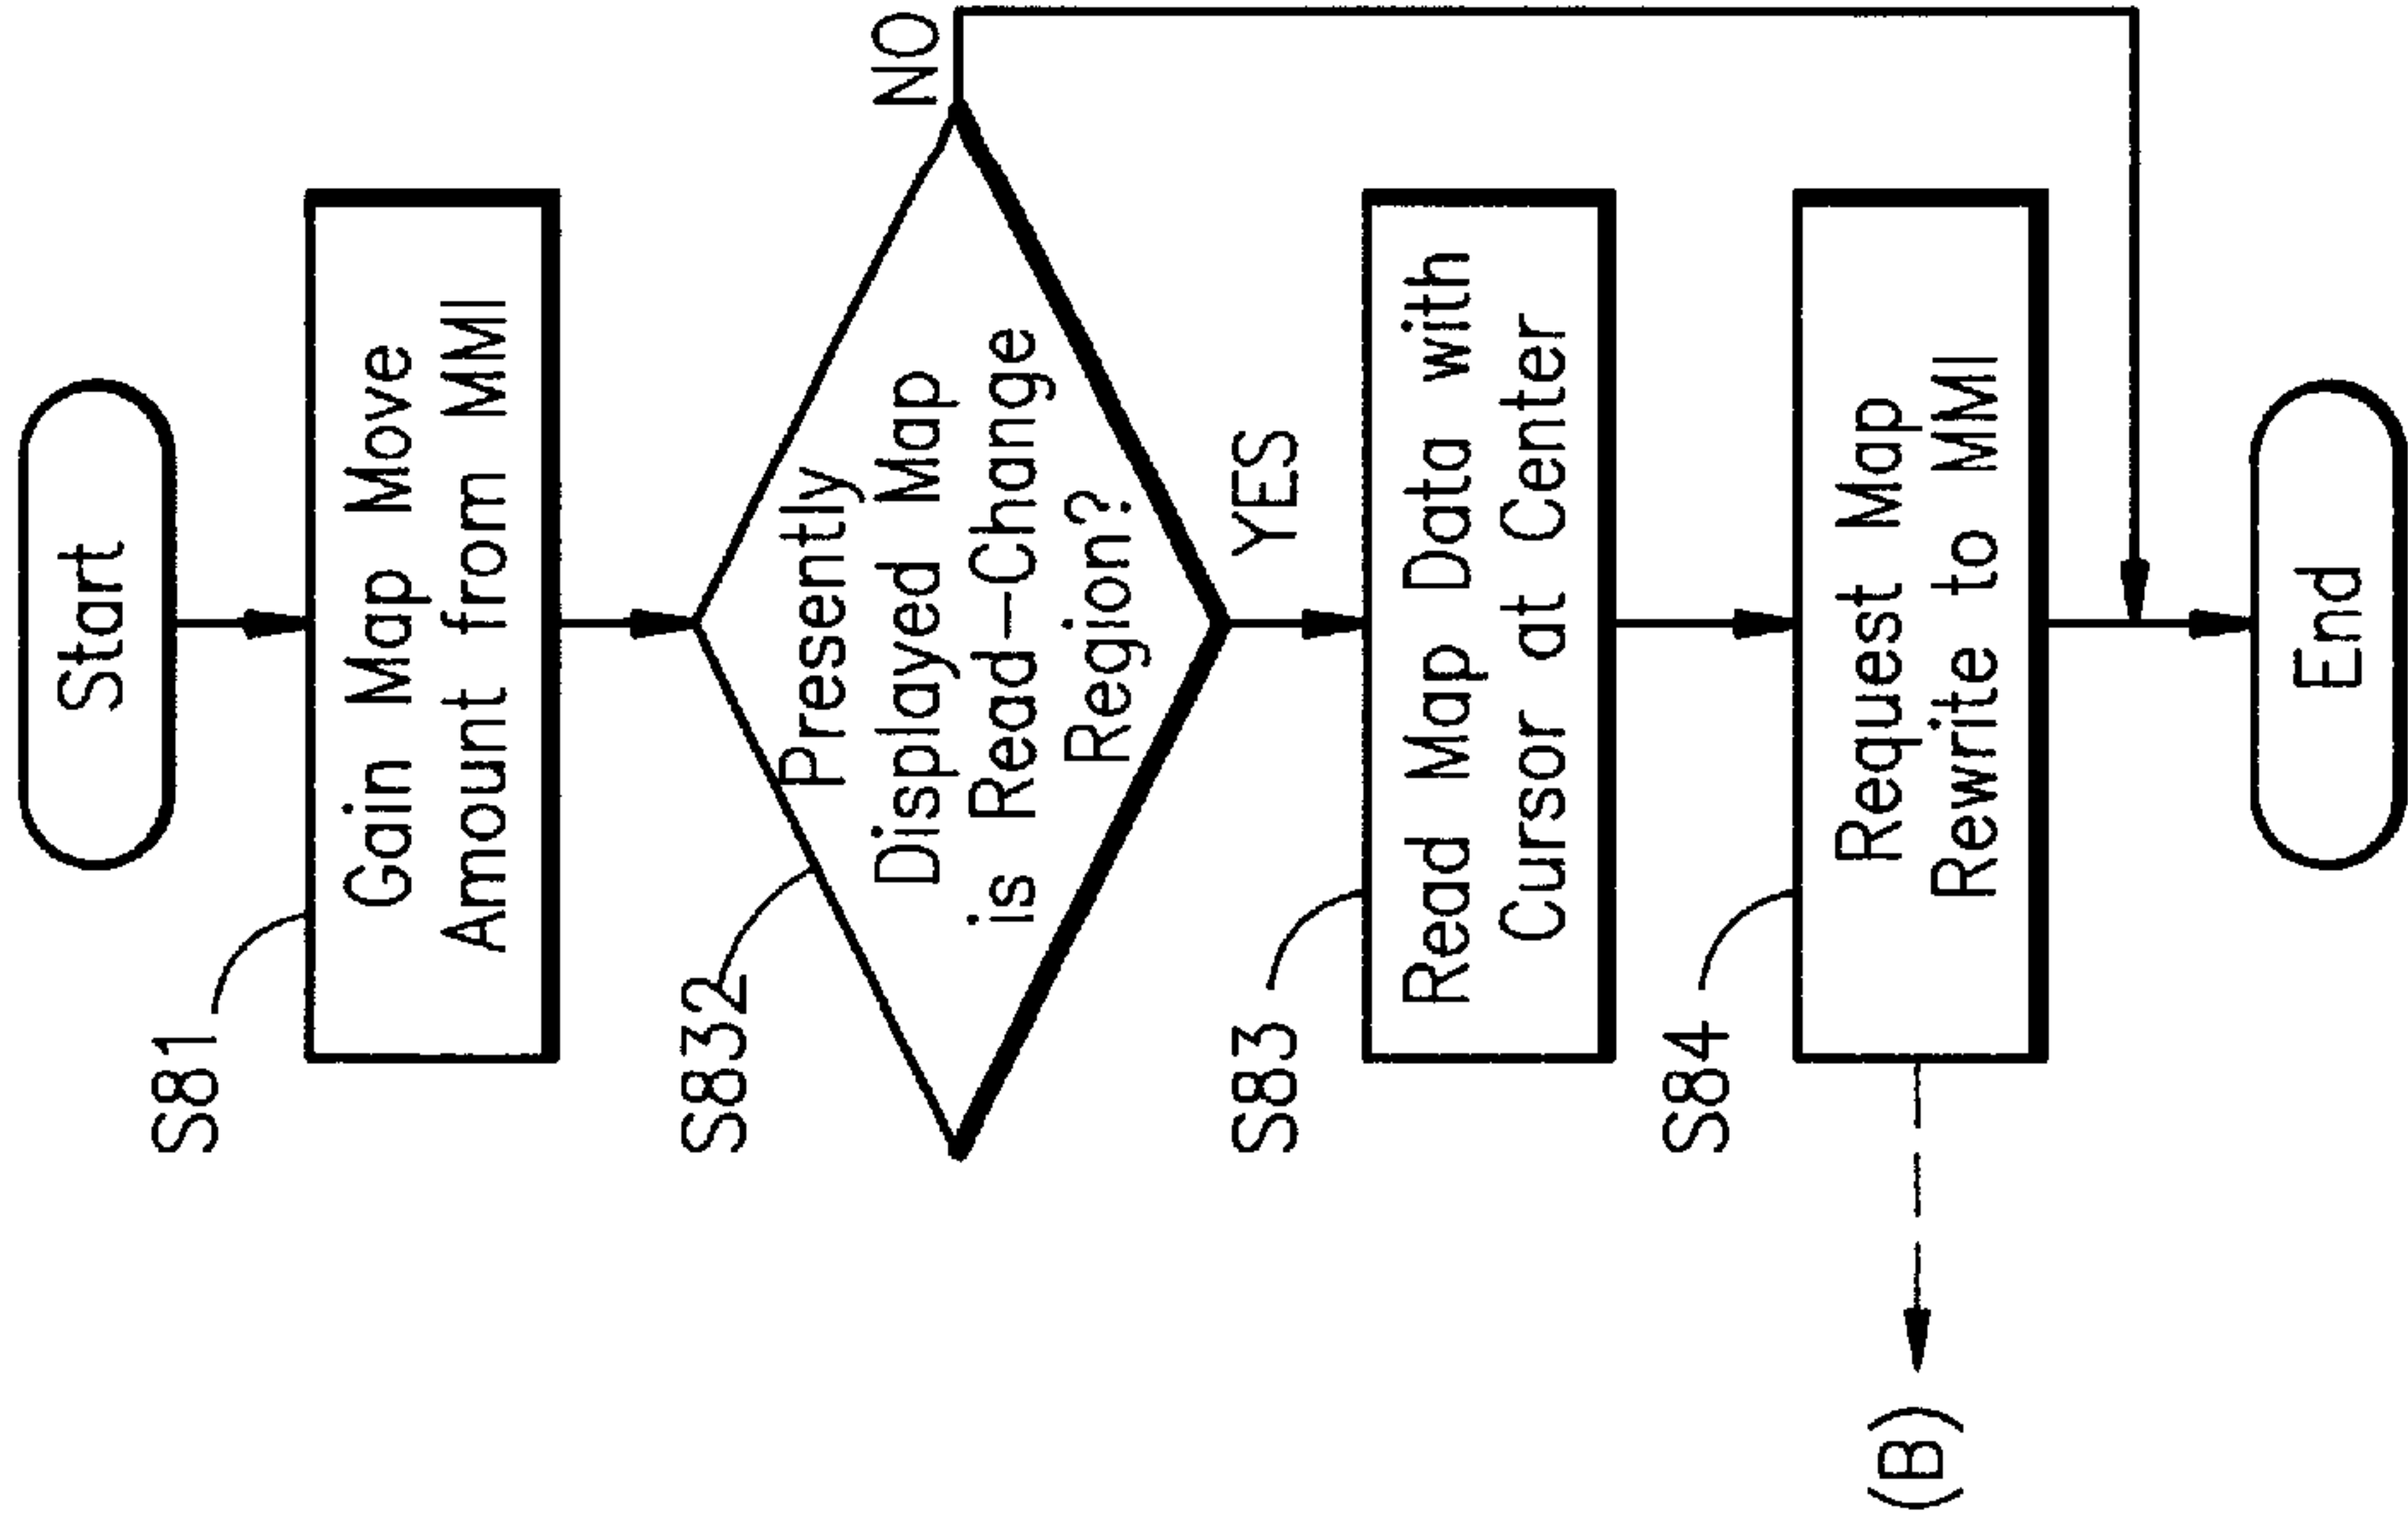 Start
S81
Gain Map Move
Amount from MMI
S832
Presently
Displayed Map
is Read-Change
Region?
NO
YES
S83
Read Map Data with
Cursor at Center
S84
Request Map
Rewrite to MMI
(B)
End